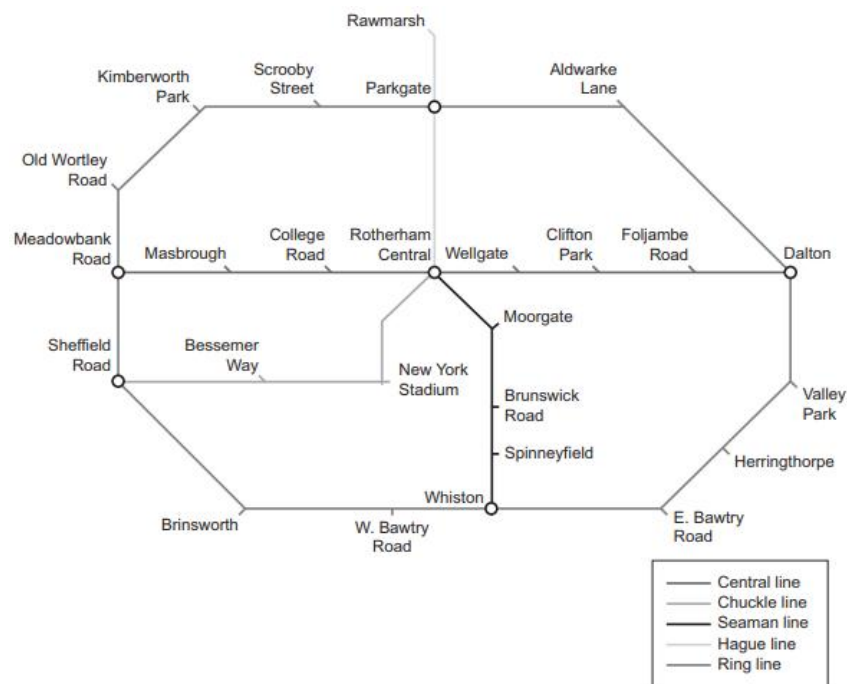 Rawmarsh
Kimberworth
Park
Scrooby
Street
Parkgate
Aldwarke
Lane
Old Wortley
Road
Meadowbank
Road
Masbrough
College
Road
Rotherham
Central
Wellgate
Clifton
Park
Foljambe
Road
Dalton
Sheffield
Road
Bessemer
Way
New York
Stadium
Moorgate
Brunswick
Road
Spinneyfield
Valley
Park
Herringthorpe
Whiston
Brinsworth
W. Bawtry
Road
E. Bawtry
Road
Central line
Chuckle line
Seaman line
Hague line
Ring line